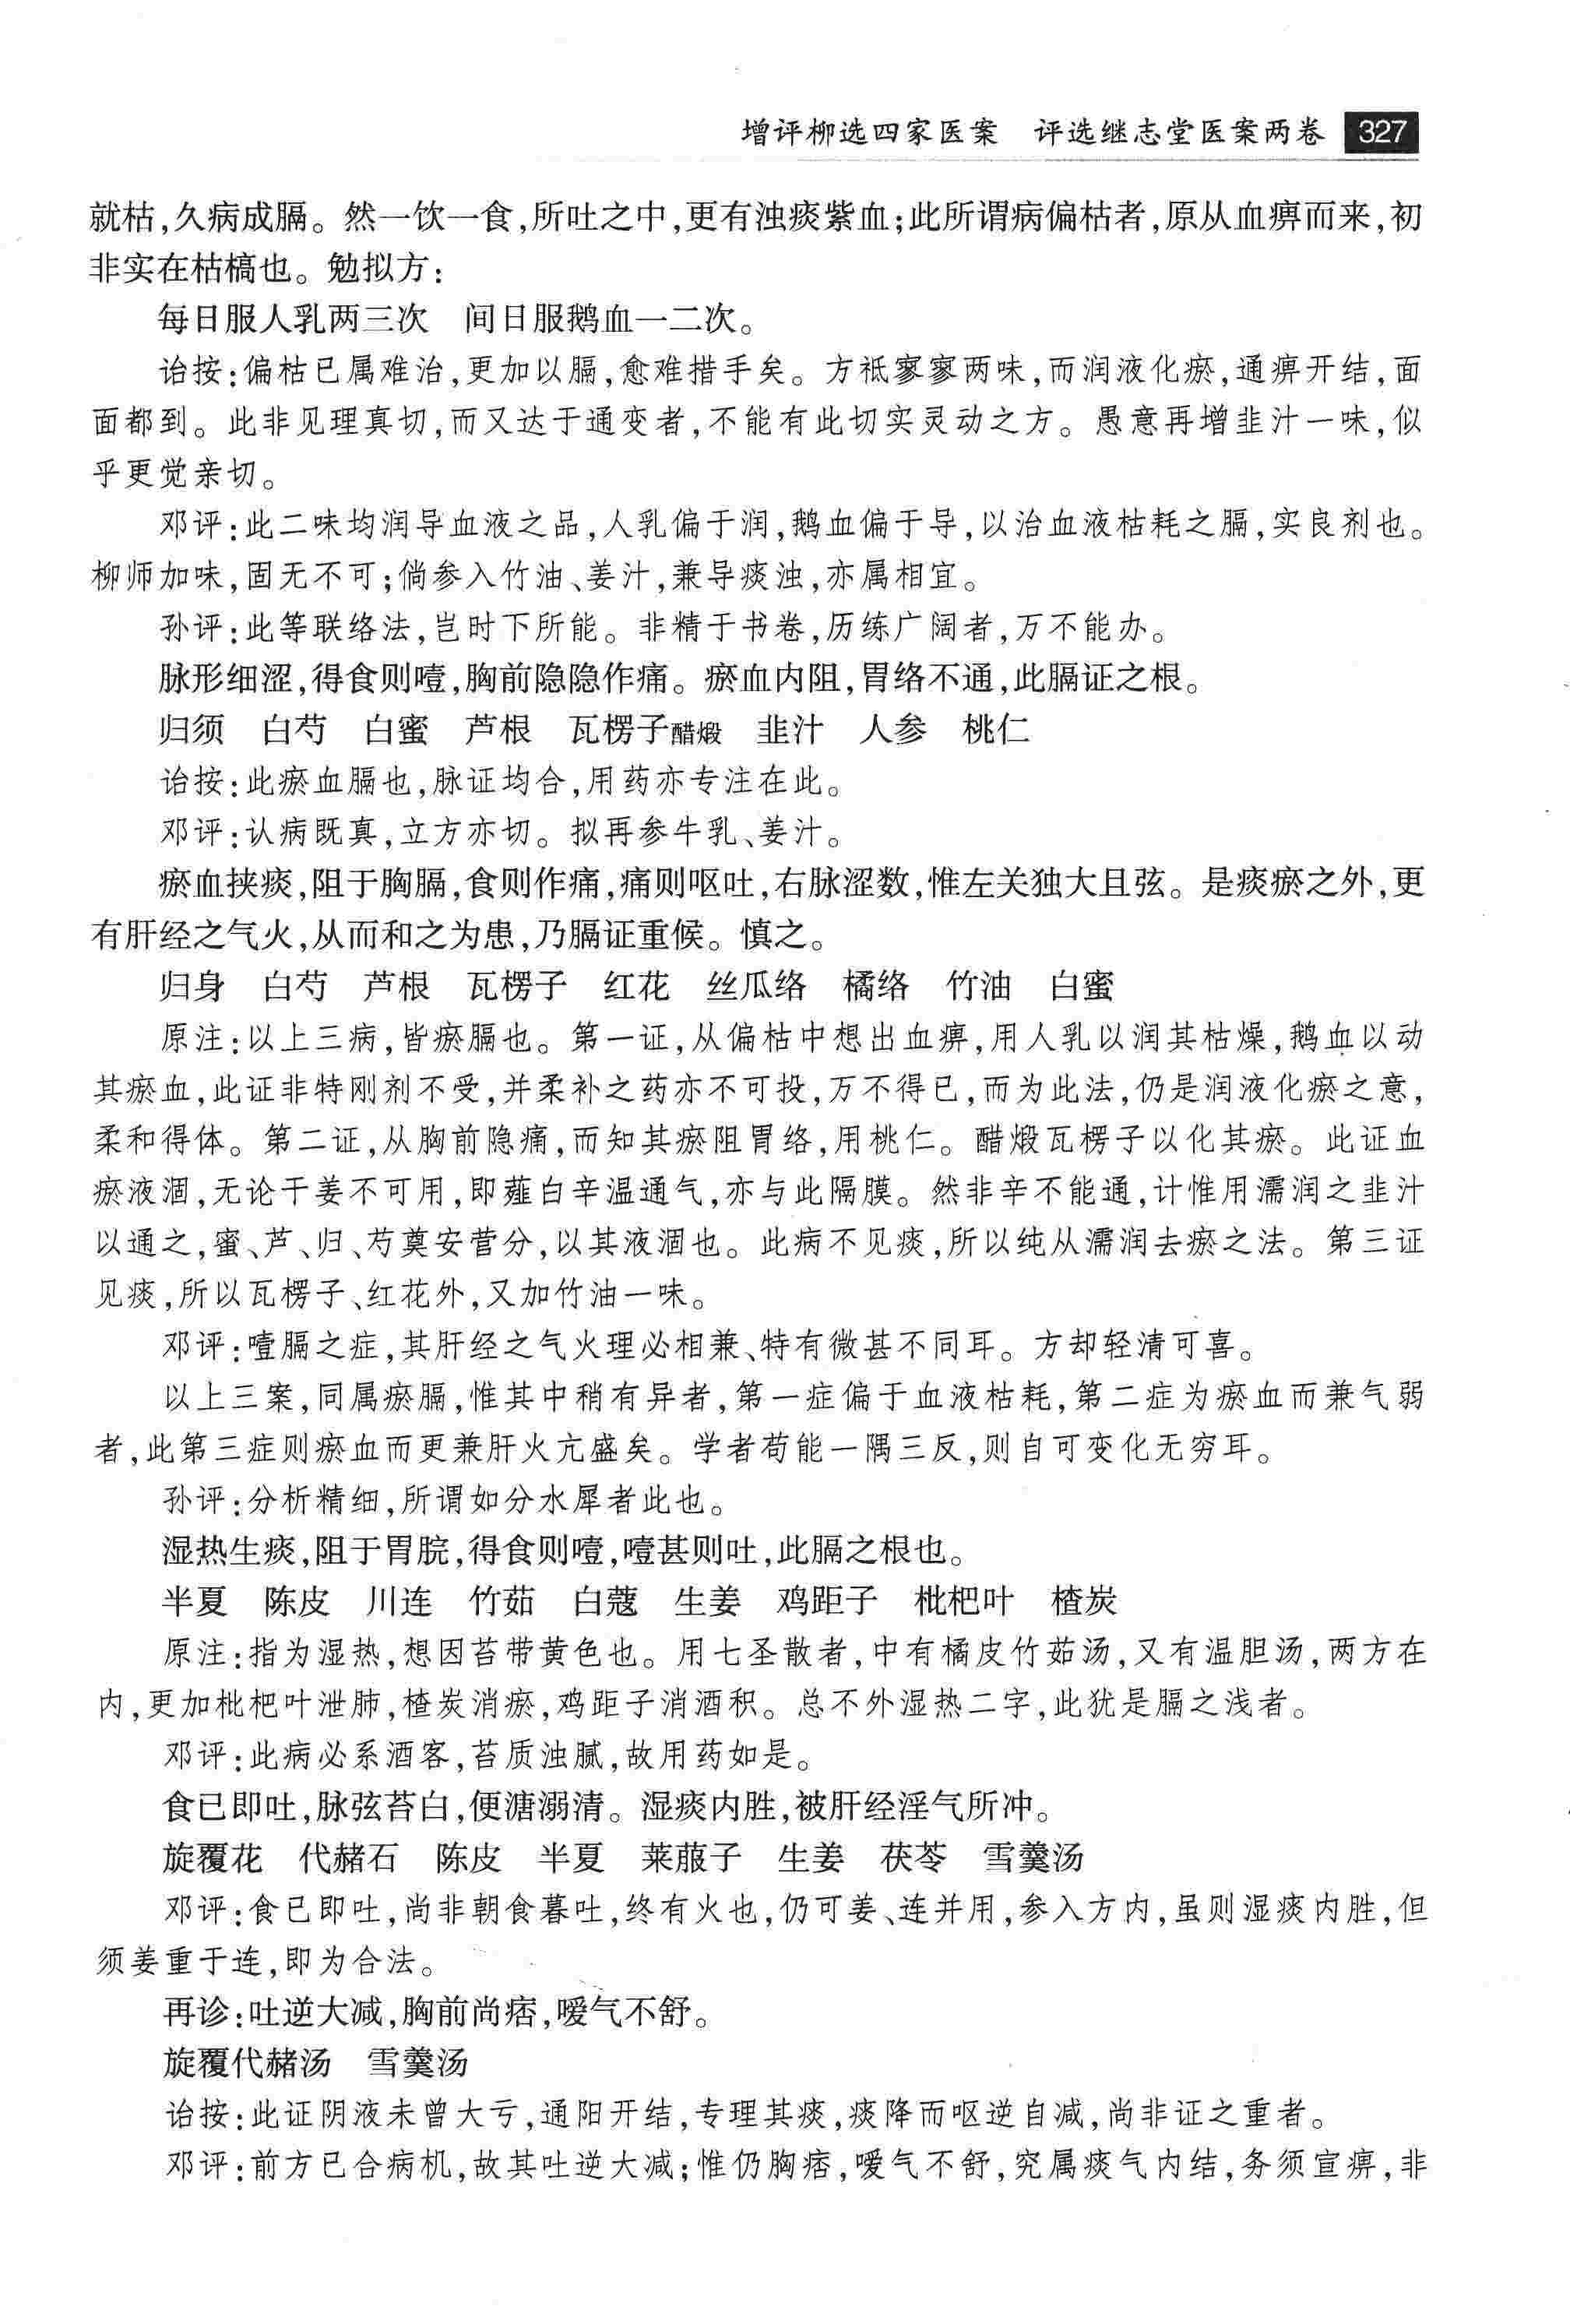 增评柳选四家医案　评选继志堂医案两卷 327
就枯,久病成膈。然一饮一食,所吐之中,更有浊痰紫血;此所谓病偏枯者,原从血痹而来,初
非实在枯槁也。勉拟方:
每日服人乳两三次　间日服鹅血一二次。
诒按:偏枯已属难治,更加以膈,愈难措手矣。方祗寥寥两味,而润液化瘀,通痹开结,面
面都到。此非见理真切,而又达于通变者,不能有此切实灵动之方。愚意再增韭汁一味,似
乎更觉亲切。
邓评:此二味均润导血液之品,人乳偏于润,鹅血偏于导,以治血液枯耗之膈,实良剂也。
柳师加味,固无不可;倘参入竹油、姜汁,兼导痰浊,亦属相宜。
孙评:此等联络法,岂时下所能。非精于书卷,历练广阔者,万不能办。
脉形细涩,得食则噎,胸前隐隐作痛。瘀血内阻,胃络不通,此膈证之根。
归须　白芍　白蜜　芦根　瓦楞子醋煅　韭汁　人参　桃仁
诒按:此瘀血膈也,脉证均合,用药亦专注在此。
邓评:认病既真,立方亦切。拟再参牛乳、姜汁。
瘀血挟痰,阻于胸膈,食则作痛,痛则呕吐,右脉涩数,惟左关独大且弦。是痰瘀之外,更
有肝经之气火,从而和之为患,乃膈证重候。慎之。
归身　白芍　芦根　瓦楞子　红花　丝瓜络　橘络　竹油　白蜜
原注:以上三病,皆瘀膈也。第一证,从偏枯中想出血痹,用人乳以润其枯燥,鹅血以动
其瘀血,此证非特刚剂不受,并柔补之药亦不可投,万不得已,而为此法,仍是润液化瘀之意,
柔和得体。第二证,从胸前隐痛,而知其瘀阻胃络,用桃仁。醋煅瓦楞子以化其瘀。此证血
瘀液涸,无论干姜不可用,即薤白辛温通气,亦与此隔膜。然非辛不能通,计惟用濡润之韭汁
以通之,蜜、芦、归、芍奠安营分,以其液涸也。此病不见痰,所以纯从濡润去瘀之法。第三证
见痰,所以瓦楞子、红花外,又加竹油一味。
邓评:噎膈之症,其肝经之气火理必相兼、特有微甚不同耳。方却轻清可喜。
以上三案,同属瘀膈,惟其中稍有异者,第一症偏于血液枯耗,第二症为瘀血而兼气弱
者,此第三症则瘀血而更兼肝火亢盛矣。学者苟能一隅三反,则自可变化无穷耳。
孙评:分析精细,所谓如分水犀者此也。
湿热生痰,阻于胃脘,得食则噎,噎甚则吐,此膈之根也。
半夏　陈皮　川连　竹茹　白蔻　生姜　鸡距子　枇杷叶　楂炭
原注:指为湿热,想因苔带黄色也。用七圣散者,中有橘皮竹茹汤,又有温胆汤,两方在
内,更加枇杷叶泄肺,楂炭消瘀,鸡距子消酒积。总不外湿热二字,此犹是膈之浅者。
邓评:此病必系酒客,苔质浊腻,故用药如是。
食已即吐,脉弦苔白,便溏溺清。湿痰内胜,被肝经淫气所冲。
旋覆花　代赭石　陈皮　半夏　莱菔子　生姜　茯苓　雪羹汤
邓评:食已即吐,尚非朝食暮吐,终有火也,仍可姜、连并用,参入方内,虽则湿痰内胜,但
须姜重于连,即为合法。
再诊:吐逆大减,胸前尚痞,嗳气不舒。
旋覆代赭汤　雪羹汤
诒按:此证阴液未曾大亏,通阳开结,专理其痰,痰降而呕逆自减,尚非证之重者。
邓评:前方已合病机,故其吐逆大减;惟仍胸痞,嗳气不舒,究属痰气内结,务须宣痹,非